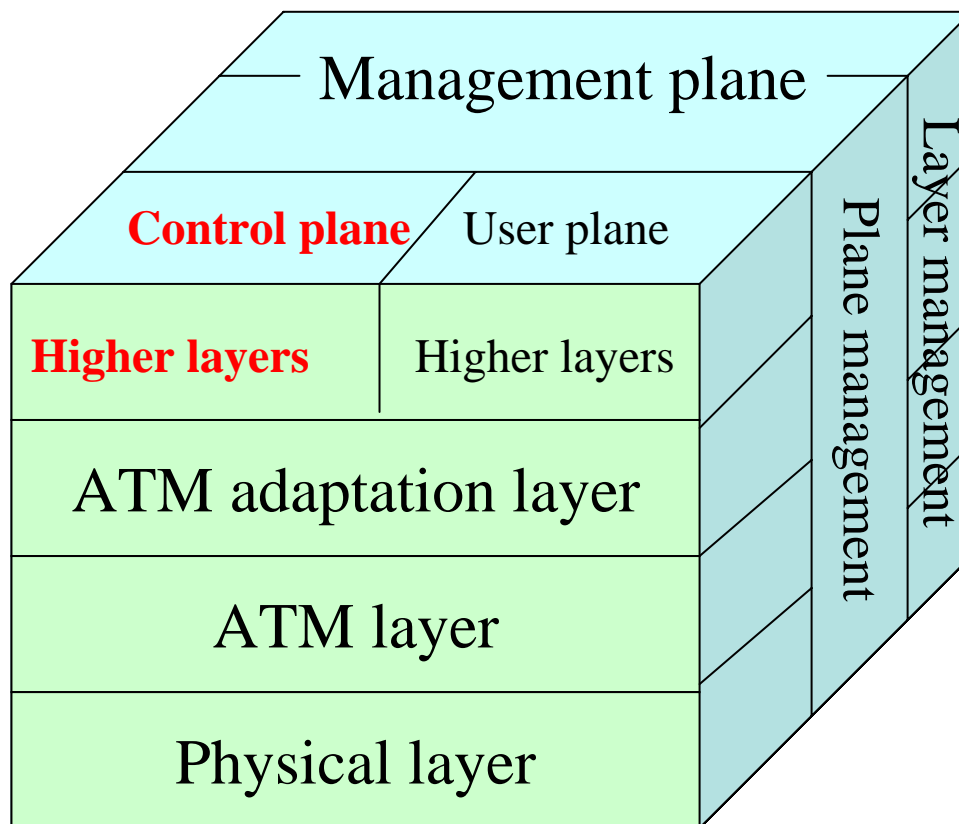 Management plane
Control plane
User plane
Higher layers
Higher layers
ATM adaptation layer
ATM layer
Physical layer
Plane management
Layer management